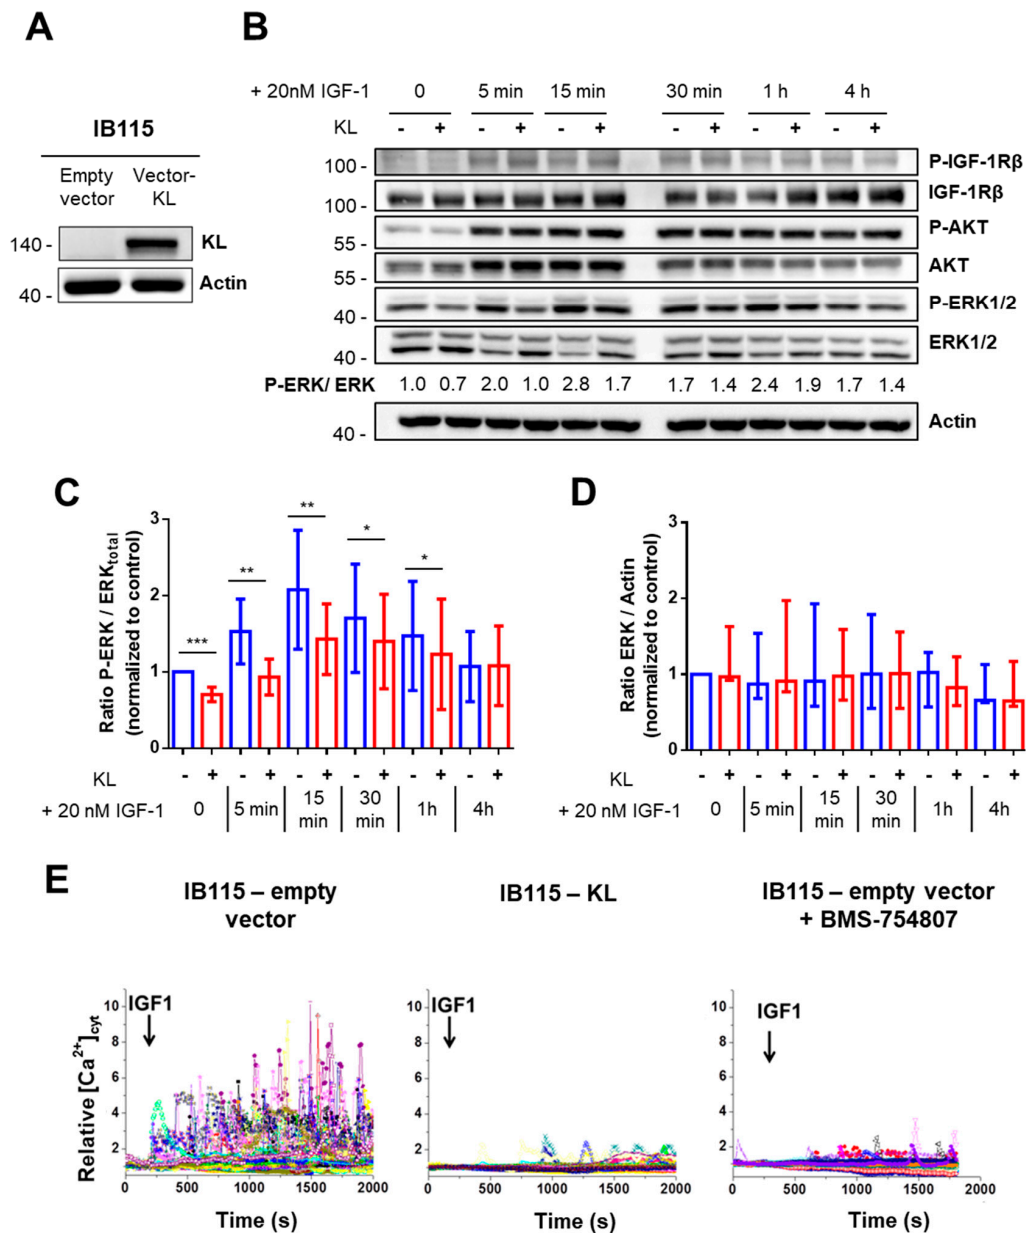 A
IB115
Empty vector
Vector-KL
140 -
KL
40 -
Actin
B
+ 20nM IGF-1 0 5 min 15 min 30 min 1 h 4 h
KL - + - + - + - + - + - +
100 - P-IGF-1Rβ
100 - IGF-1Rβ
55 - P-AKT
55 - AKT
40 - P-ERK1/2
40 - ERK1/2
P-ERK/ ERK 1.0 0.7 2.0 1.0 2.8 1.7 1.7 1.4 2.4 1.9 1.7 1.4
40 - Actin
C
Ratio P-ERK / ERKtotal
(normalized to control)
3
2
1
0
***
**
**
*
*
KL - + - + - + - + - + - +
+ 20 nM IGF-1 0 5 min 15 min 30 min 1h 4h
D
Ratio ERK / Actin
(normalized to control)
3
2
1
0
KL - + - + - + - + - + - +
+ 20 nM IGF-1 0 5 min 15 min 30 min 1h 4h
E
IB115 – empty
vector
IB115 – KL
IB115 – empty vector
+ BMS-754807
Relative [Ca2+]cyt
10
8
6
4
2
IGF1
0 500 1000 1500 2000
Time (s)
10
8
6
4
2
IGF1
0 500 1000 1500 2000
Time (s)
10
8
6
4
2
IGF1
0 500 1000 1500 2000
Time (s)